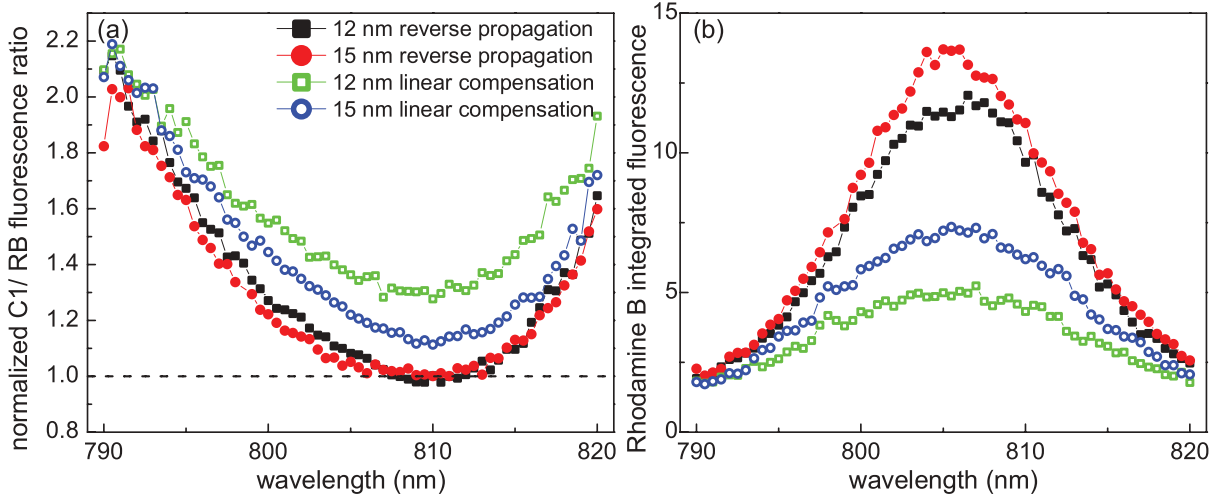 (a)
12 nm reverse propagation
15 nm reverse propagation
12 nm linear compensation
15 nm linear compensation
normalized C1/ RB fluorescence ratio
2.2
2.0
1.8
1.6
1.4
1.2
1.0
0.8
790
800
810
820
wavelength (nm)
(b)
Rhodamine B integrated fluorescence
15
10
5
0
790
800
810
820
wavelength (nm)